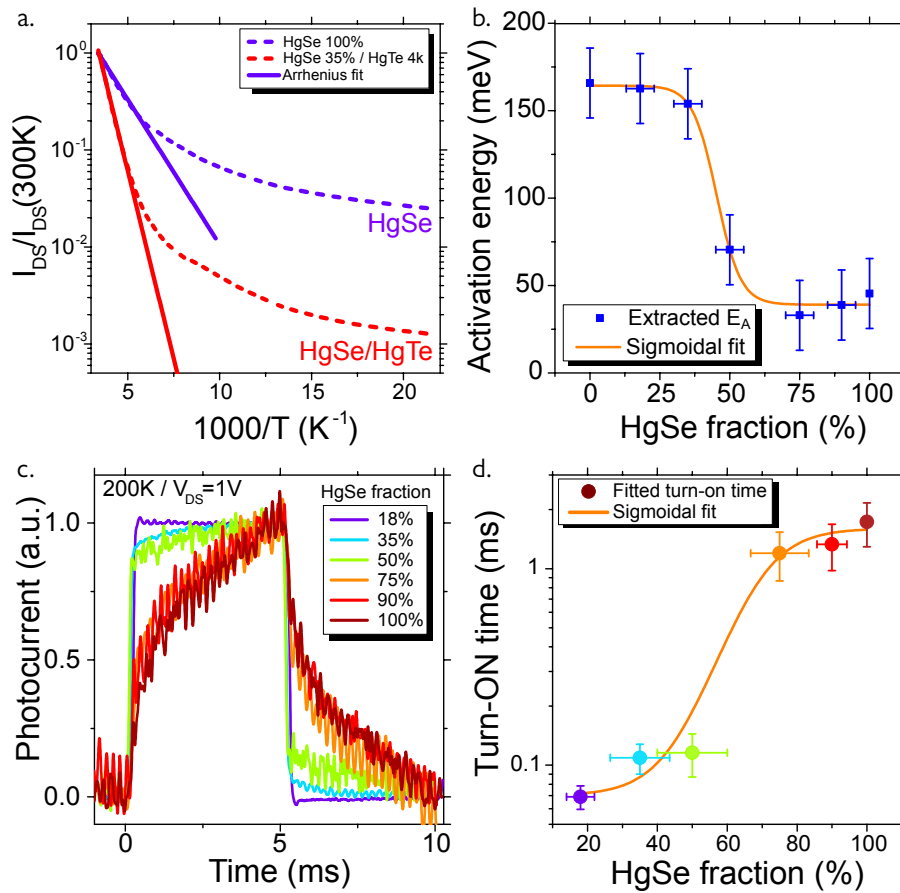 a.
HgSe 100%
HgSe 35% / HgTe 4k
Arrhenius fit
10^0
10^-1
10^-2
10^-3
I_DS/I_DS(300K)
HgSe
HgSe/HgTe
5 10 15 20
1000/T (K^-1)
b.
200
150
100
50
0
Activation energy (meV)
Extracted E_A
Sigmoidal fit
0 25 50 75 100
HgSe fraction (%)
c.
200K / V_DS=1V
HgSe fraction
18%
35%
50%
75%
90%
100%
1.0
0.5
0.0
Photocurrent (a.u.)
0 5 10
Time (ms)
d.
Fitted turn-on time
Sigmoidal fit
1
0.1
Turn-ON time (ms)
20 40 60 80 100
HgSe fraction (%)